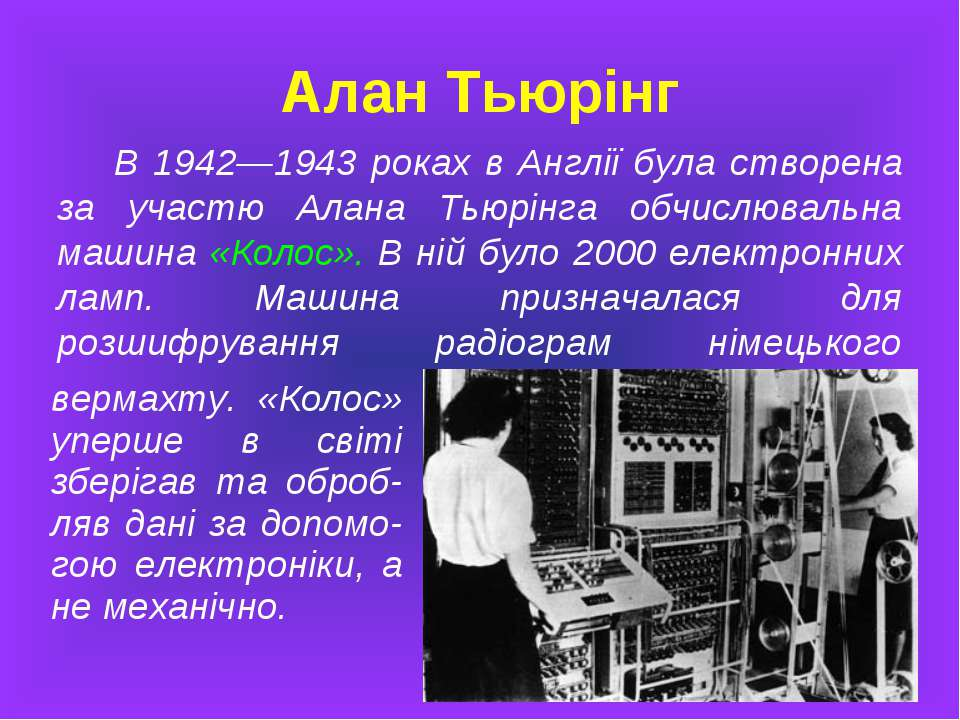 Алан Тьюрінг
В 1942—1943 роках в Англії була створена
за участю Алана Тьюрінга обчислювальна
машина «Колос». В ній було 2000 електронних
ламп. Машина призначалася для
розшифрування радіограм німецького
вермахту. «Колос»
уперше в світі
зберігав та оброб-
ляв дані за допомо-
гою електроніки, а
не механічно.